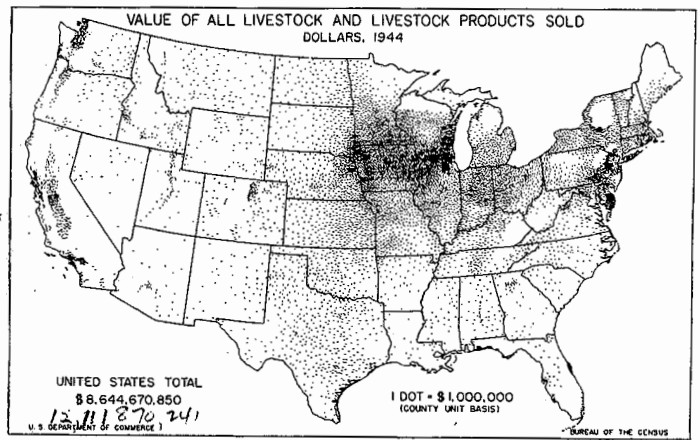 VALUE OF ALL LIVESTOCK AND LIVESTOCK PRODUCTS SOLD
DOLLARS, 1944
UNITED STATES TOTAL
$8,644,670,850
12,111,870,241
U. S. DEPARTMENT OF COMMERCE
1 DOT = $1,000,000
(COUNTY UNIT BASIS)
BUREAU OF THE CENSUS